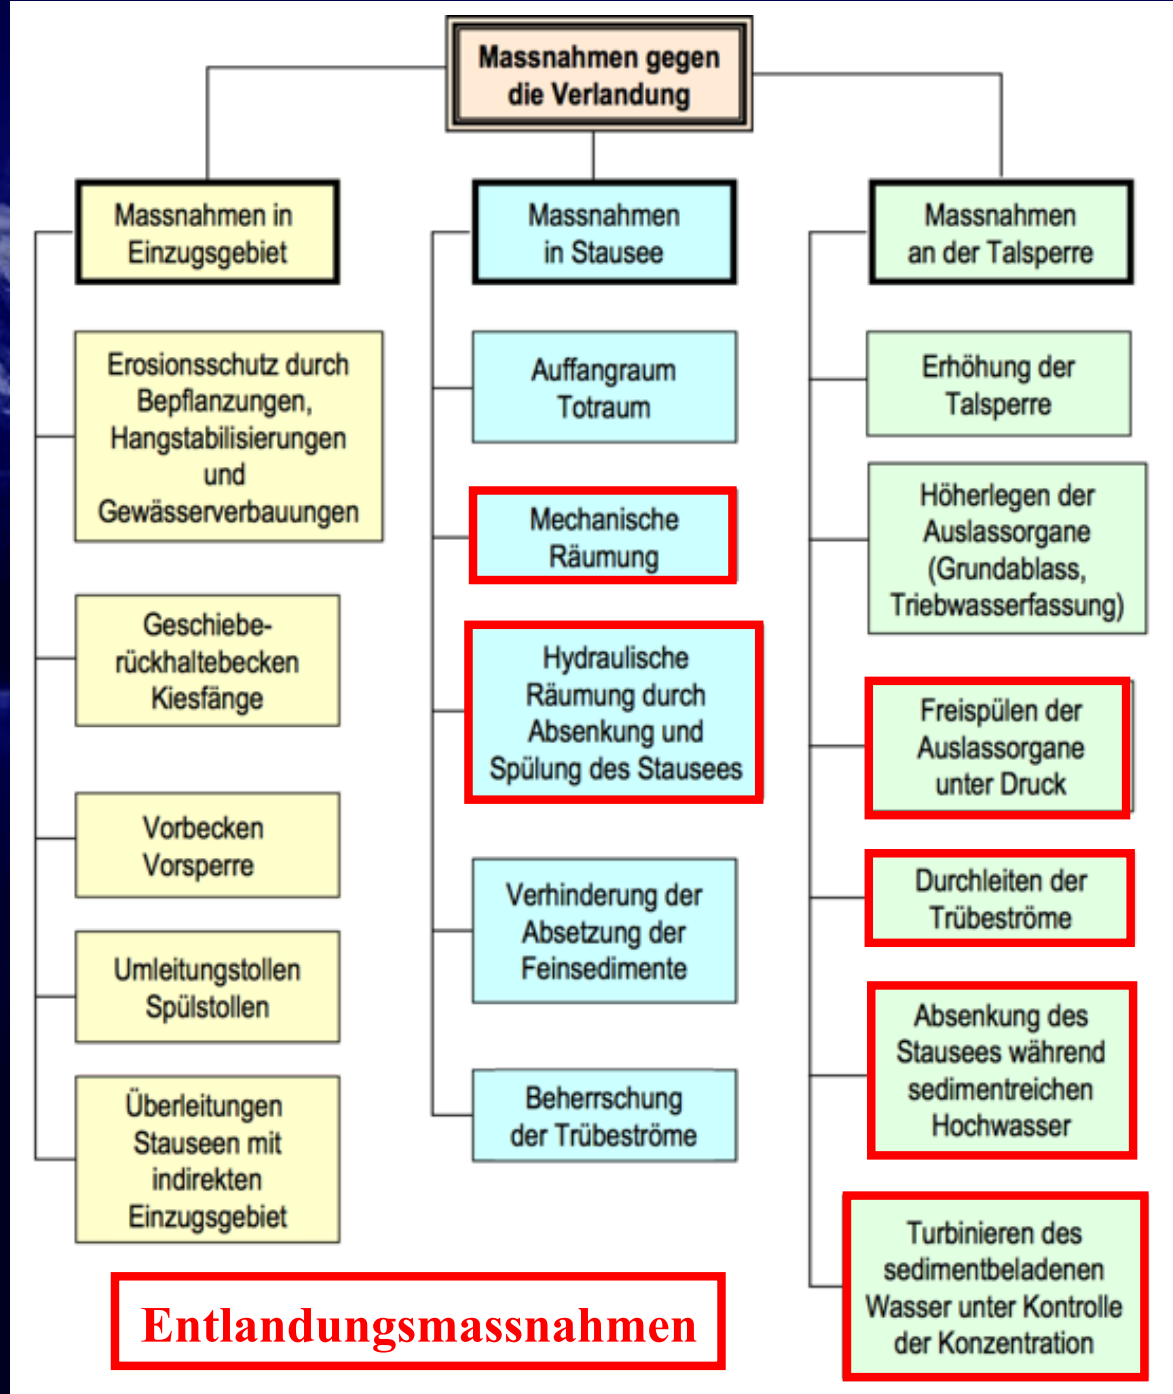 Massnahmen gegen
die Verlandung
Massnahmen in
Einzugsgebiet
Erosionsschutz durch
Bepflanzungen,
Hangstabilisierungen
und
Gewässerverbauungen
Geschiebe-
rückhaltebecken
Kiesfänge
Vorbecken
Vorsperre
Umleitungstollen
Spülstollen
Überleitungen
Stauseen mit
indirekten
Einzugsgebiet
Massnahmen
in Stausee
Auffangraum
Totraum
Mechanische
Räumung
Hydraulische
Räumung durch
Absenkung und
Spülung des Stausees
Verhinderung der
Absetzung der
Feinsedimente
Beherrschung
der Trübeströme
Massnahmen
an der Talsperre
Erhöhung der
Talsperre
Höherlegen der
Auslassorgane
(Grundablass,
Triebwasserfassung)
Freispülen der
Auslassorgane
unter Druck
Durchleiten der
Trübeströme
Absenkung des
Stausees während
sedimentreichen
Hochwasser
Turbinieren des
sedimentbeladenen
Wasser unter Kontrolle
der Konzentration
Entlandungsmassnahmen